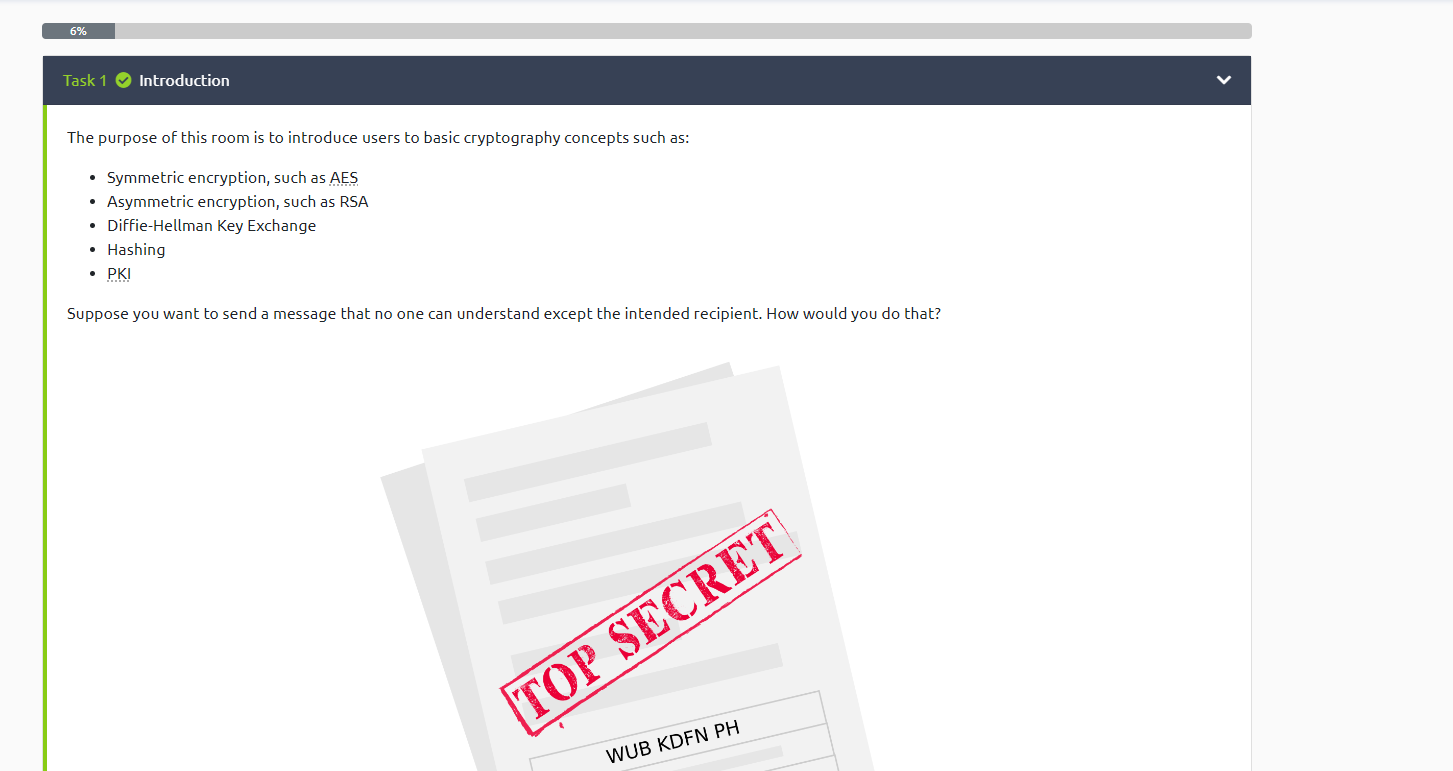 6%
Task 1 Introduction
The purpose of this room is to introduce users to basic cryptography concepts such as:
• Symmetric encryption, such as AES
• Asymmetric encryption, such as RSA
• Diffie-Hellman Key Exchange
• Hashing
• PKI
Suppose you want to send a message that no one can understand except the intended recipient. How would you do that?
TOP SECRET
WUB KDFN PH